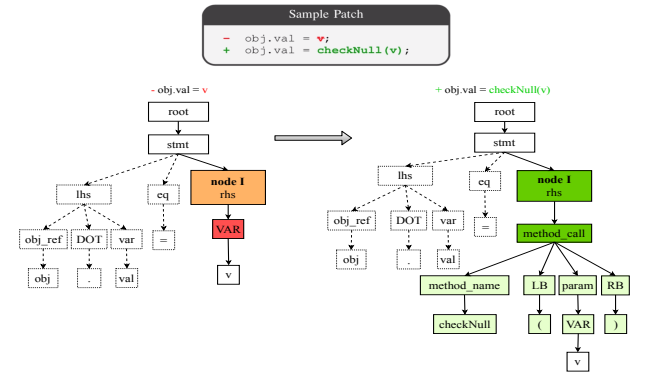 Sample Patch
- obj.val = v;
+ obj.val = checkNull(v);
- obj.val = v
+ obj.val = checkNull(v)
root
stmt
lhs
eq
node I
rhs
obj_ref
DOT
var
=
VAR
obj
.
val
v
root
stmt
lhs
eq
node I
rhs
obj_ref
DOT
var
=
method_call
obj
.
val
method_name
LB
param
RB
checkNull
(
VAR
)
v